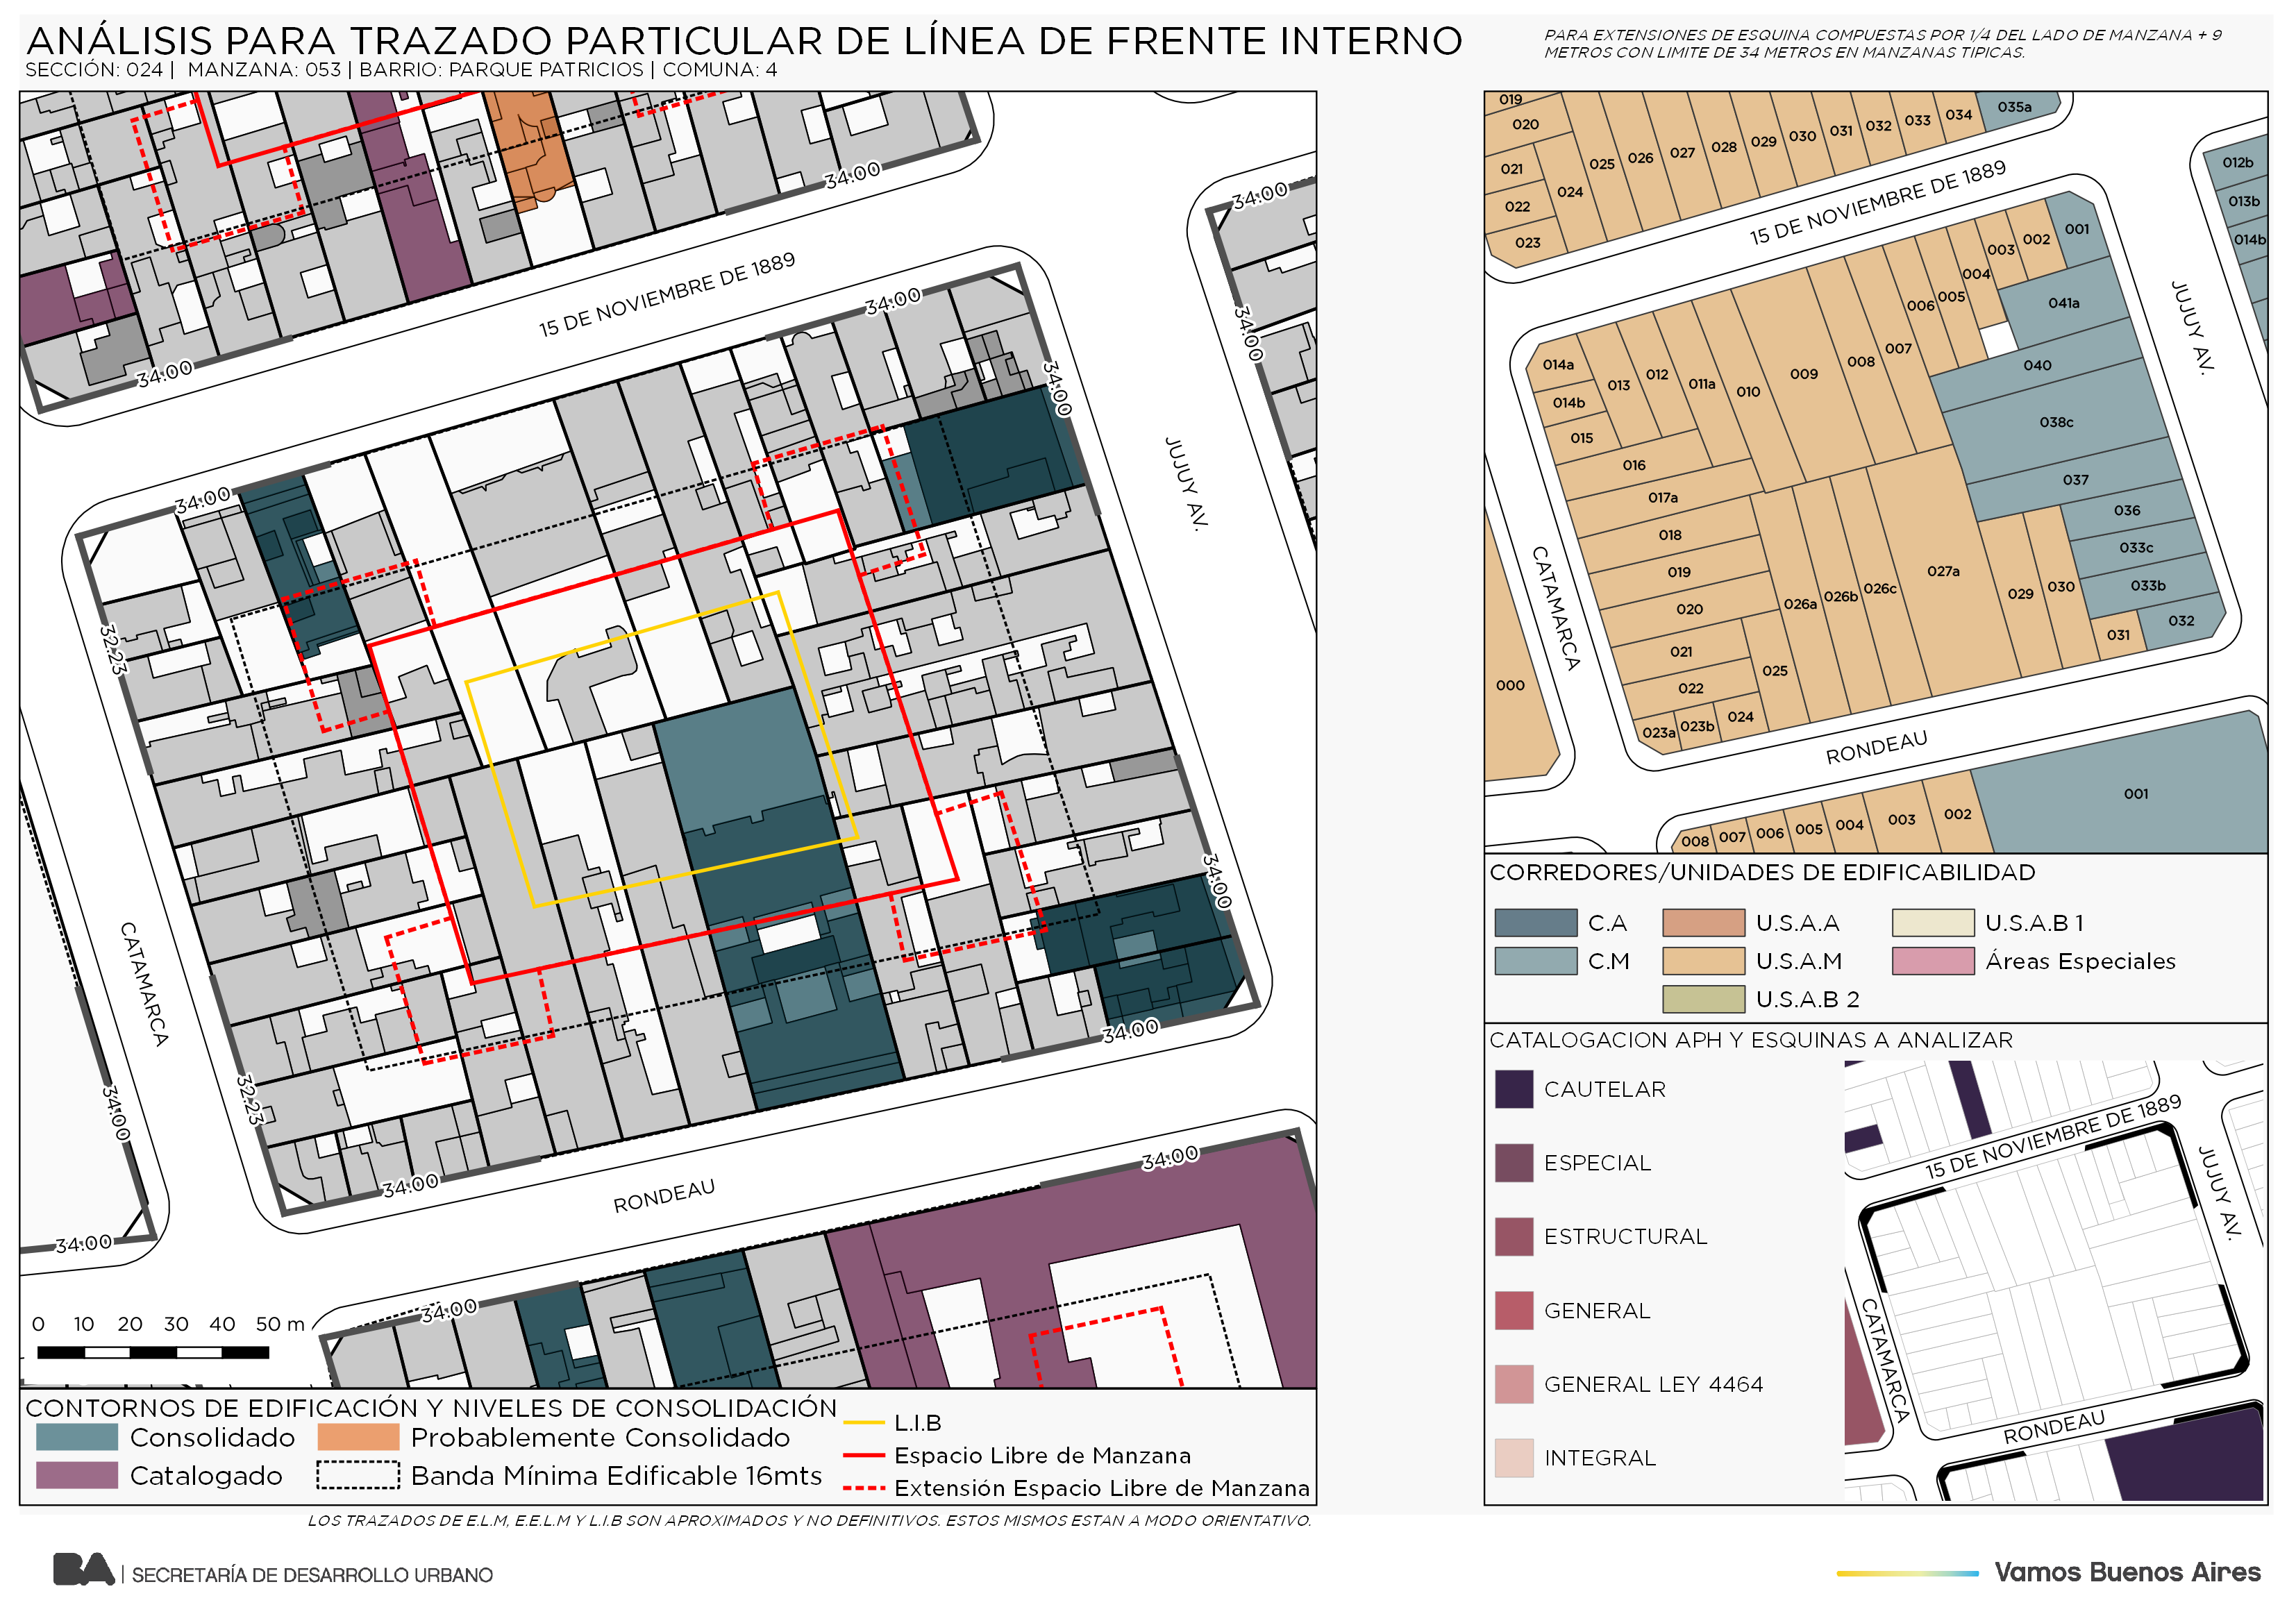 ANÁLISIS PARA TRAZADO PARTICULAR DE LÍNEA DE FRENTE INTERNO
SECCIÓN: 024 | MANZANA: 053 | BARRIO: PARQUE PATRICIOS | COMUNA: 4
PARA EXTENSIONES DE ESQUINA COMPUESTAS POR 1/4 DEL LADO DE MANZANA + 9
METROS CON LIMITE DE 34 METROS EN MANZANAS TIPICAS.
34.00
34.00
34.00
34.00
15 DE NOVIEMBRE DE 1889
34.00
34.00
34.00
JUJUY AV.
32.23
34.00
CATAMARCA
34.00
32.23
34.00
34.00
34.00
RONDEAU
34.00
34.00
0 10 20 30 40 50 m
CONTORNOS DE EDIFICACIÓN Y NIVELES DE CONSOLIDACIÓN
Consolidado
Probablemente Consolidado
Catalogado
Banda Mínima Edificable 16mts
L.I.B
Espacio Libre de Manzana
Extensión Espacio Libre de Manzana
LOS TRAZADOS DE E.L.M, E.E.L.M Y L.I.B SON APROXIMADOS Y NO DEFINITIVOS. ESTOS MISMOS ESTAN A MODO ORIENTATIVO.
019
020
021
022
023
024
025
026
027
028
029
030
031
032
033
034
035a
012b
013b
014b
15 DE NOVIEMBRE DE 1889
JUJUY AV.
001
002
003
004
005
006
007
008
009
010
011a
012
013
014a
014b
015
016
017a
018
019
020
021
022
023a
023b
024
025
026a
026b
026c
027a
029
030
031
032
033b
033c
036
037
038c
040
041a
CATAMARCA
000
RONDEAU
008
007
006
005
004
003
002
001
CORREDORES/UNIDADES DE EDIFICABILIDAD
C.A
U.S.A.A
U.S.A.B 1
C.M
U.S.A.M
Áreas Especiales
U.S.A.B 2
CATALOGACION APH Y ESQUINAS A ANALIZAR
CAUTELAR
ESPECIAL
ESTRUCTURAL
GENERAL
GENERAL LEY 4464
INTEGRAL
15 DE NOVIEMBRE DE 1889
JUJUY AV.
CATAMARCA
RONDEAU
BA | SECRETARÍA DE DESARROLLO URBANO
Vamos Buenos Aires